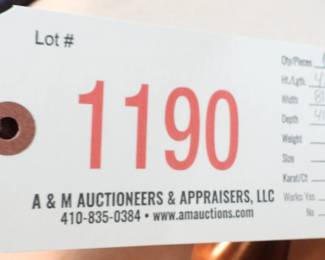 Lot #
1190
A & M AUCTIONEERS & APPRAISERS, LLC
410-835-0384 • www.amauctions.com
Qty/Pieces
Ht./Lgth.
Width
Depth
Weight
Size
Karat/Ct
Works Yes
No